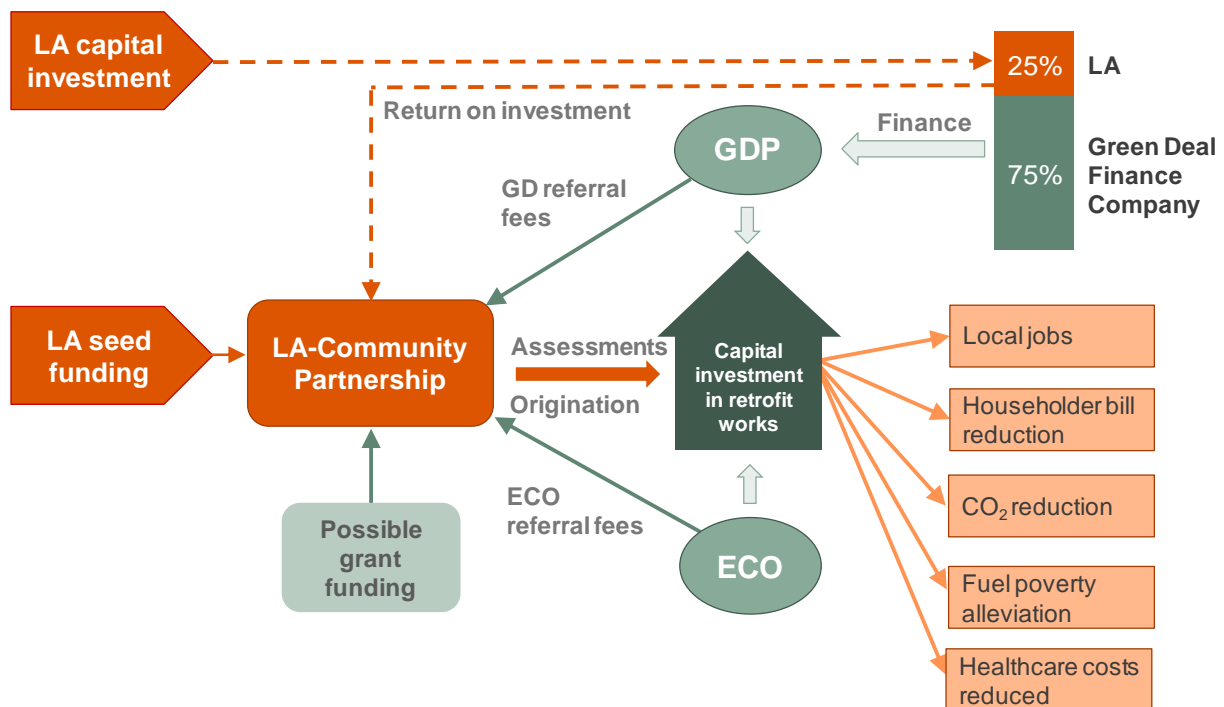 LA capital
investment
25%
LA
Return on investment
Finance
GDP
75%
Green Deal
Finance
Company
GD referral
fees
LA seed
funding
LA-Community
Partnership
Assessments
Origination
Capital
investment
in retrofit
works
Local jobs
Householder bill
reduction
CO₂ reduction
Fuel poverty
alleviation
Healthcare costs
reduced
ECO
referral fees
ECO
Possible
grant
funding